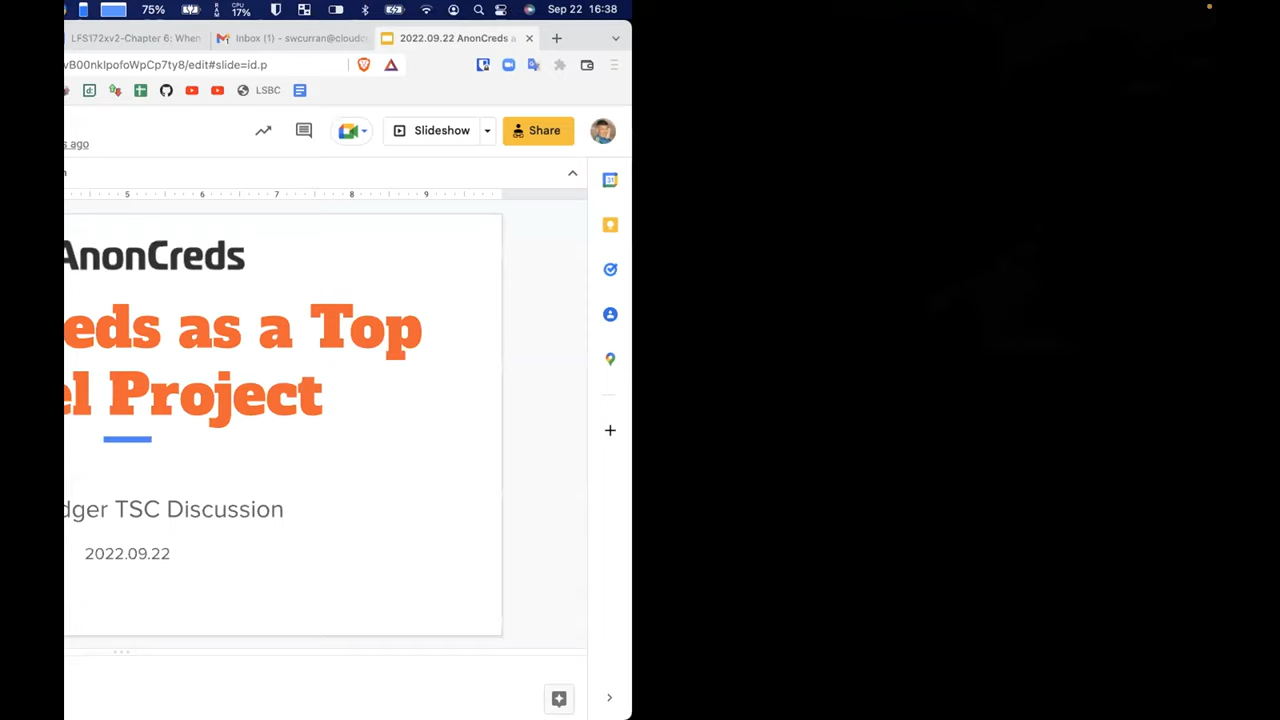 75% CPU 17% Sep 22 16:38
LFS172xv2-Chapter 6: When Inbox (1) - swcurran@cloudc 2022.09.22 AnonCreds a
vB00nkIpofoWpCp7ty8/edit#slide=id.p
LSBC
Slideshow Share
s ago
5 6 7 8 9
AnonCreds
eds as a Top
el Project
dger TSC Discussion
2022.09.22